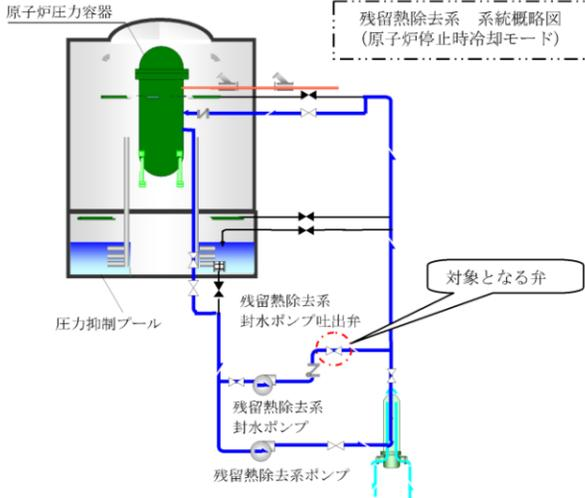 原子炉圧力容器
残留熱除去系　系統概略図
（原子炉停止時冷却モード）
対象となる弁
残留熱除去系
封水ポンプ吐出弁
圧力抑制プール
残留熱除去系
封水ポンプ
残留熱除去系ポンプ